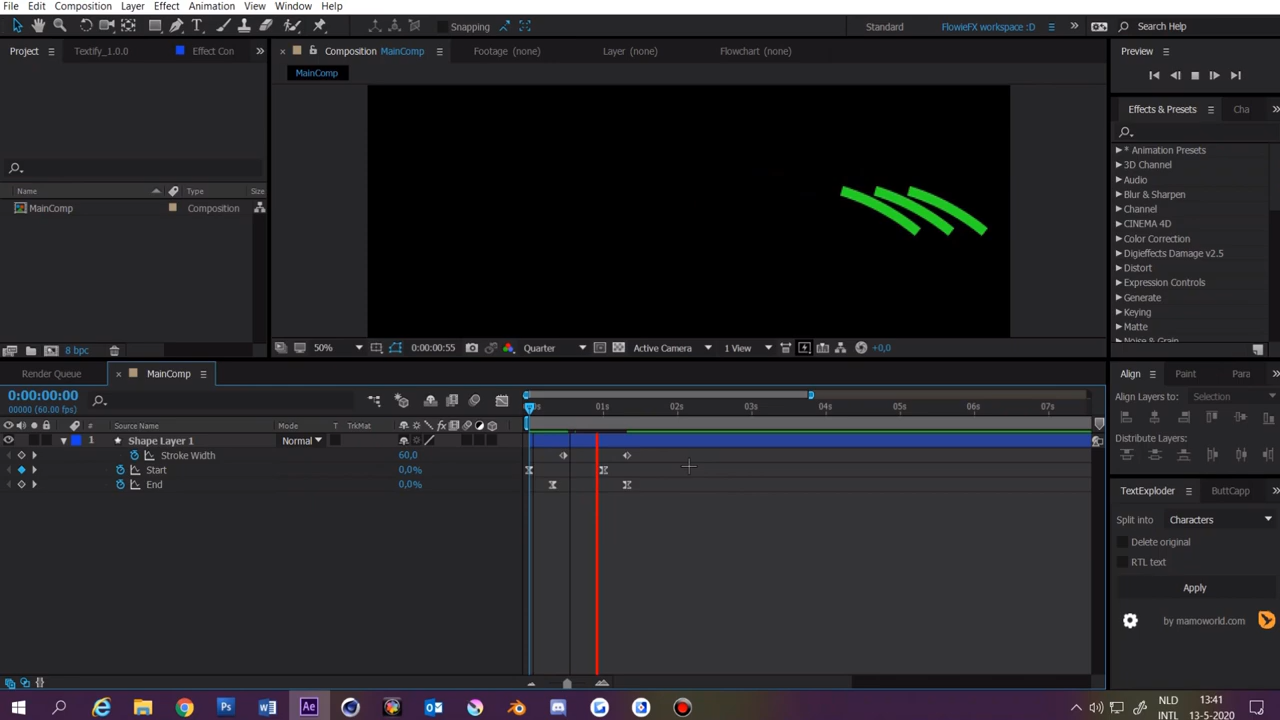 File Edit Composition Layer Effect Animation View Window Help
Snapping Standard FlowieFX workspace :D Search Help
Project Textify_1.0.0 Effect Con Composition MainComp Footage (none) Layer (none) Flowchart (none) Preview
MainComp
Effects & Presets Cha
Name Type Size
MainComp Composition
* Animation Presets
3D Channel
Audio
Blur & Sharpen
Channel
CINEMA 4D
Color Correction
Digieffects Damage v2.5
Distort
Expression Controls
Generate
Keying
Matte
Noise & Grain
8 bpc 50% 0:00:00:55 Quarter Active Camera 1 View +0,0
Render Queue MainComp Align Paint Para
0:00:00:00
00000 (60.00 fps)
0s 01s 02s 03s 04s 05s 06s 07s
Align Layers to: Selection
# Source Name Mode T TrkMat
Distribute Layers:
1 Shape Layer 1 Normal
Stroke Width 60,0
Start 0,0%
End 0,0%
TextExploder ButtCapp
Split into Characters
Delete original
RTL text
Apply
by mamoworld.com
NLD 13:41
INTL 13-5-2020